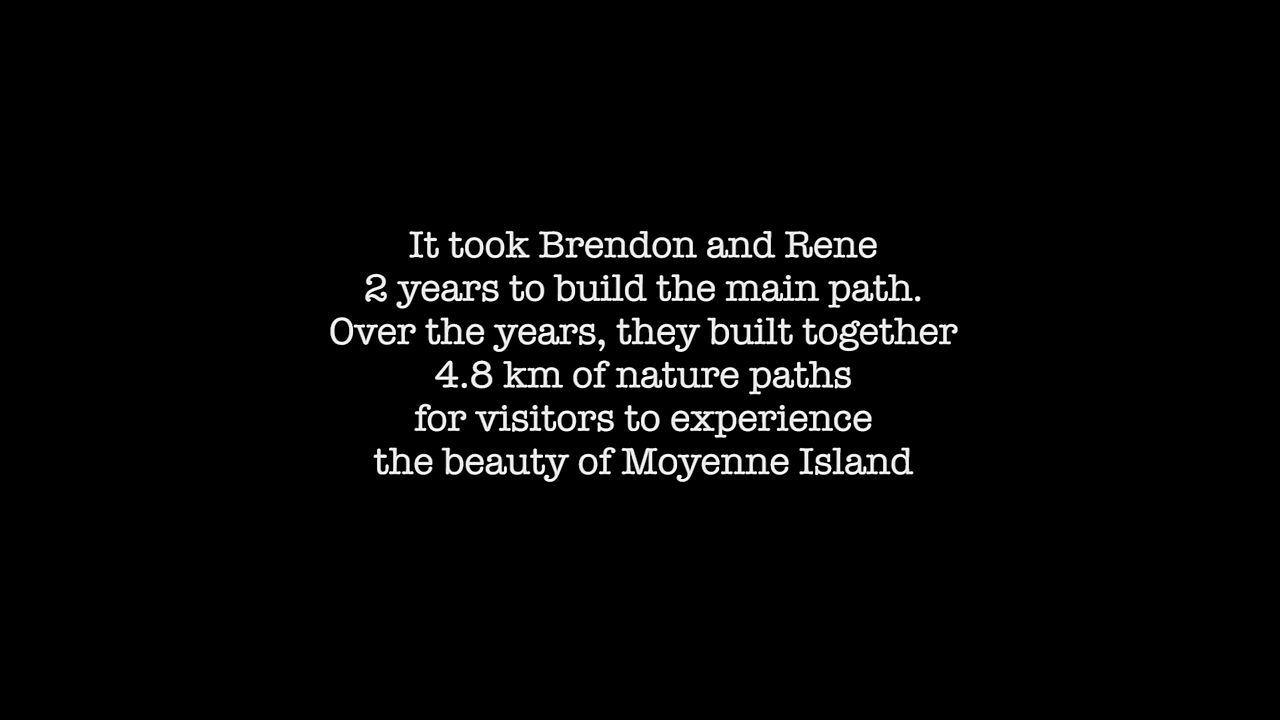 It took Brendon and Rene
2 years to build the main path.
Over the years, they built together
4.8 km of nature paths
for visitors to experience
the beauty of Moyenne Island